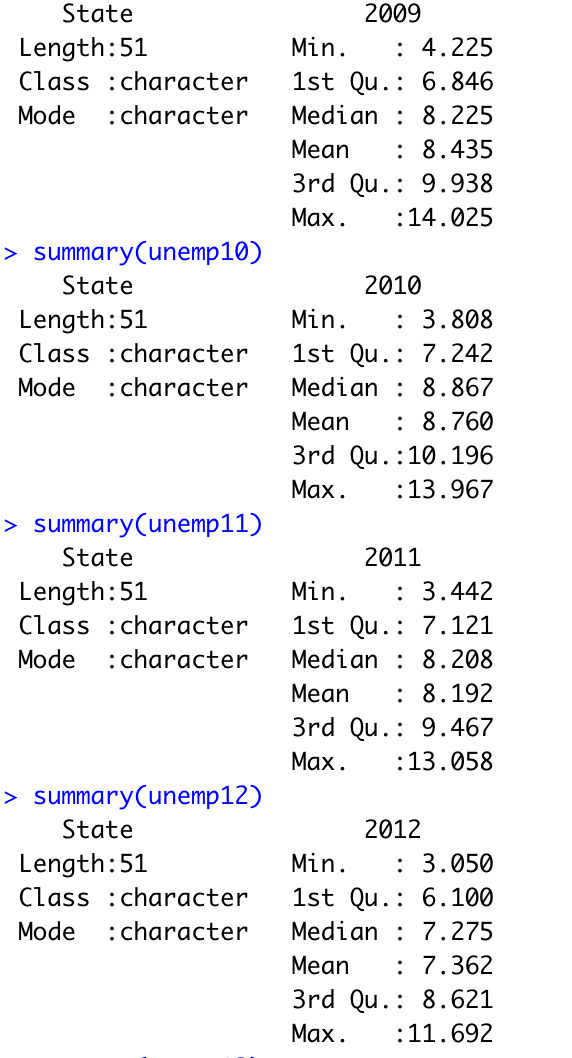 State 2009
Length:51 Min. : 4.225
Class :character 1st Qu.: 6.846
Mode :character Median : 8.225
Mean : 8.435
3rd Qu.: 9.938
Max. :14.025
> summary(unemp10)
State 2010
Length:51 Min. : 3.808
Class :character 1st Qu.: 7.242
Mode :character Median : 8.867
Mean : 8.760
3rd Qu.:10.196
Max. :13.967
> summary(unemp11)
State 2011
Length:51 Min. : 3.442
Class :character 1st Qu.: 7.121
Mode :character Median : 8.208
Mean : 8.192
3rd Qu.: 9.467
Max. :13.058
> summary(unemp12)
State 2012
Length:51 Min. : 3.050
Class :character 1st Qu.: 6.100
Mode :character Median : 7.275
Mean : 7.362
3rd Qu.: 8.621
Max. :11.692